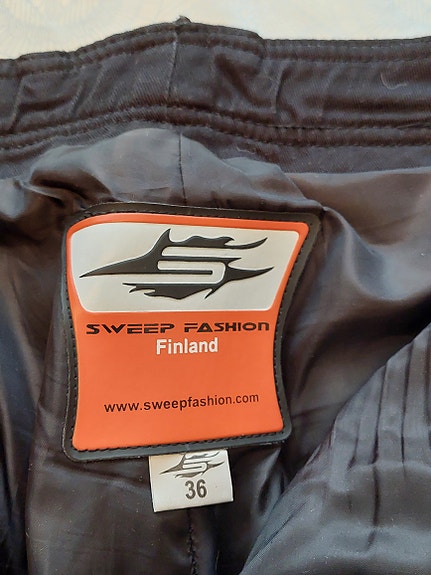 S
SWEEP FASHION
Finland
www.sweepfashion.com
S
36